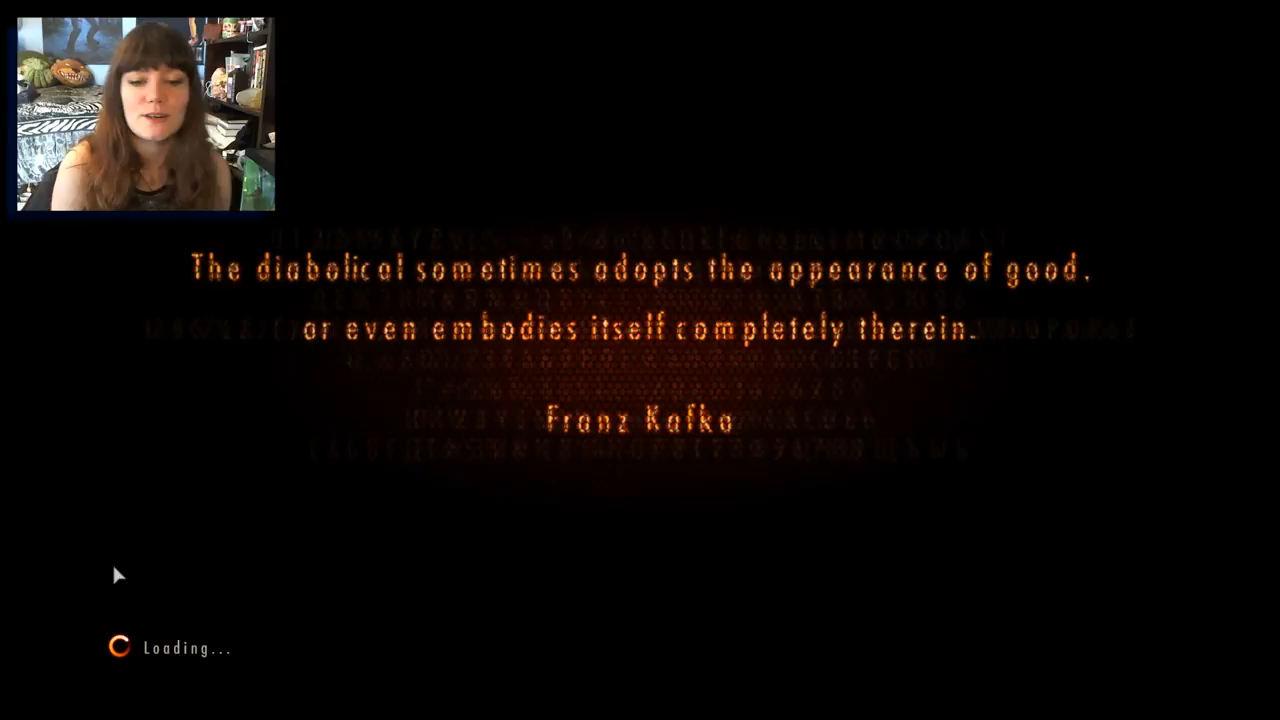 The diabolical sometimes adopts the appearance of good.
or even embodies itself completely therein.
Franz Kafka
Loading...